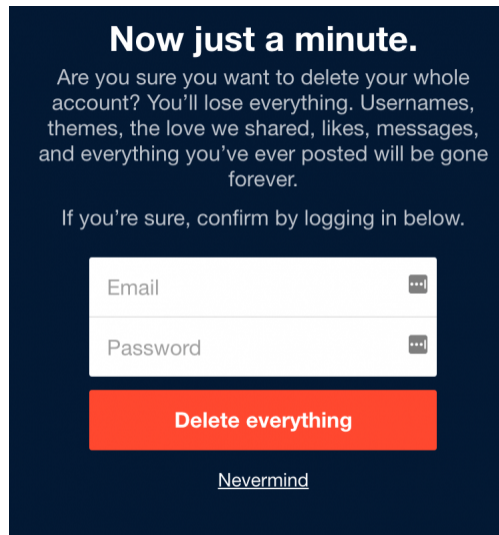 Now just a minute.
Are you sure you want to delete your whole
account? You’ll lose everything. Usernames,
themes, the love we shared, likes, messages,
and everything you’ve ever posted will be gone
forever.
If you’re sure, confirm by logging in below.
Email
Password
Delete everything
Nevermind